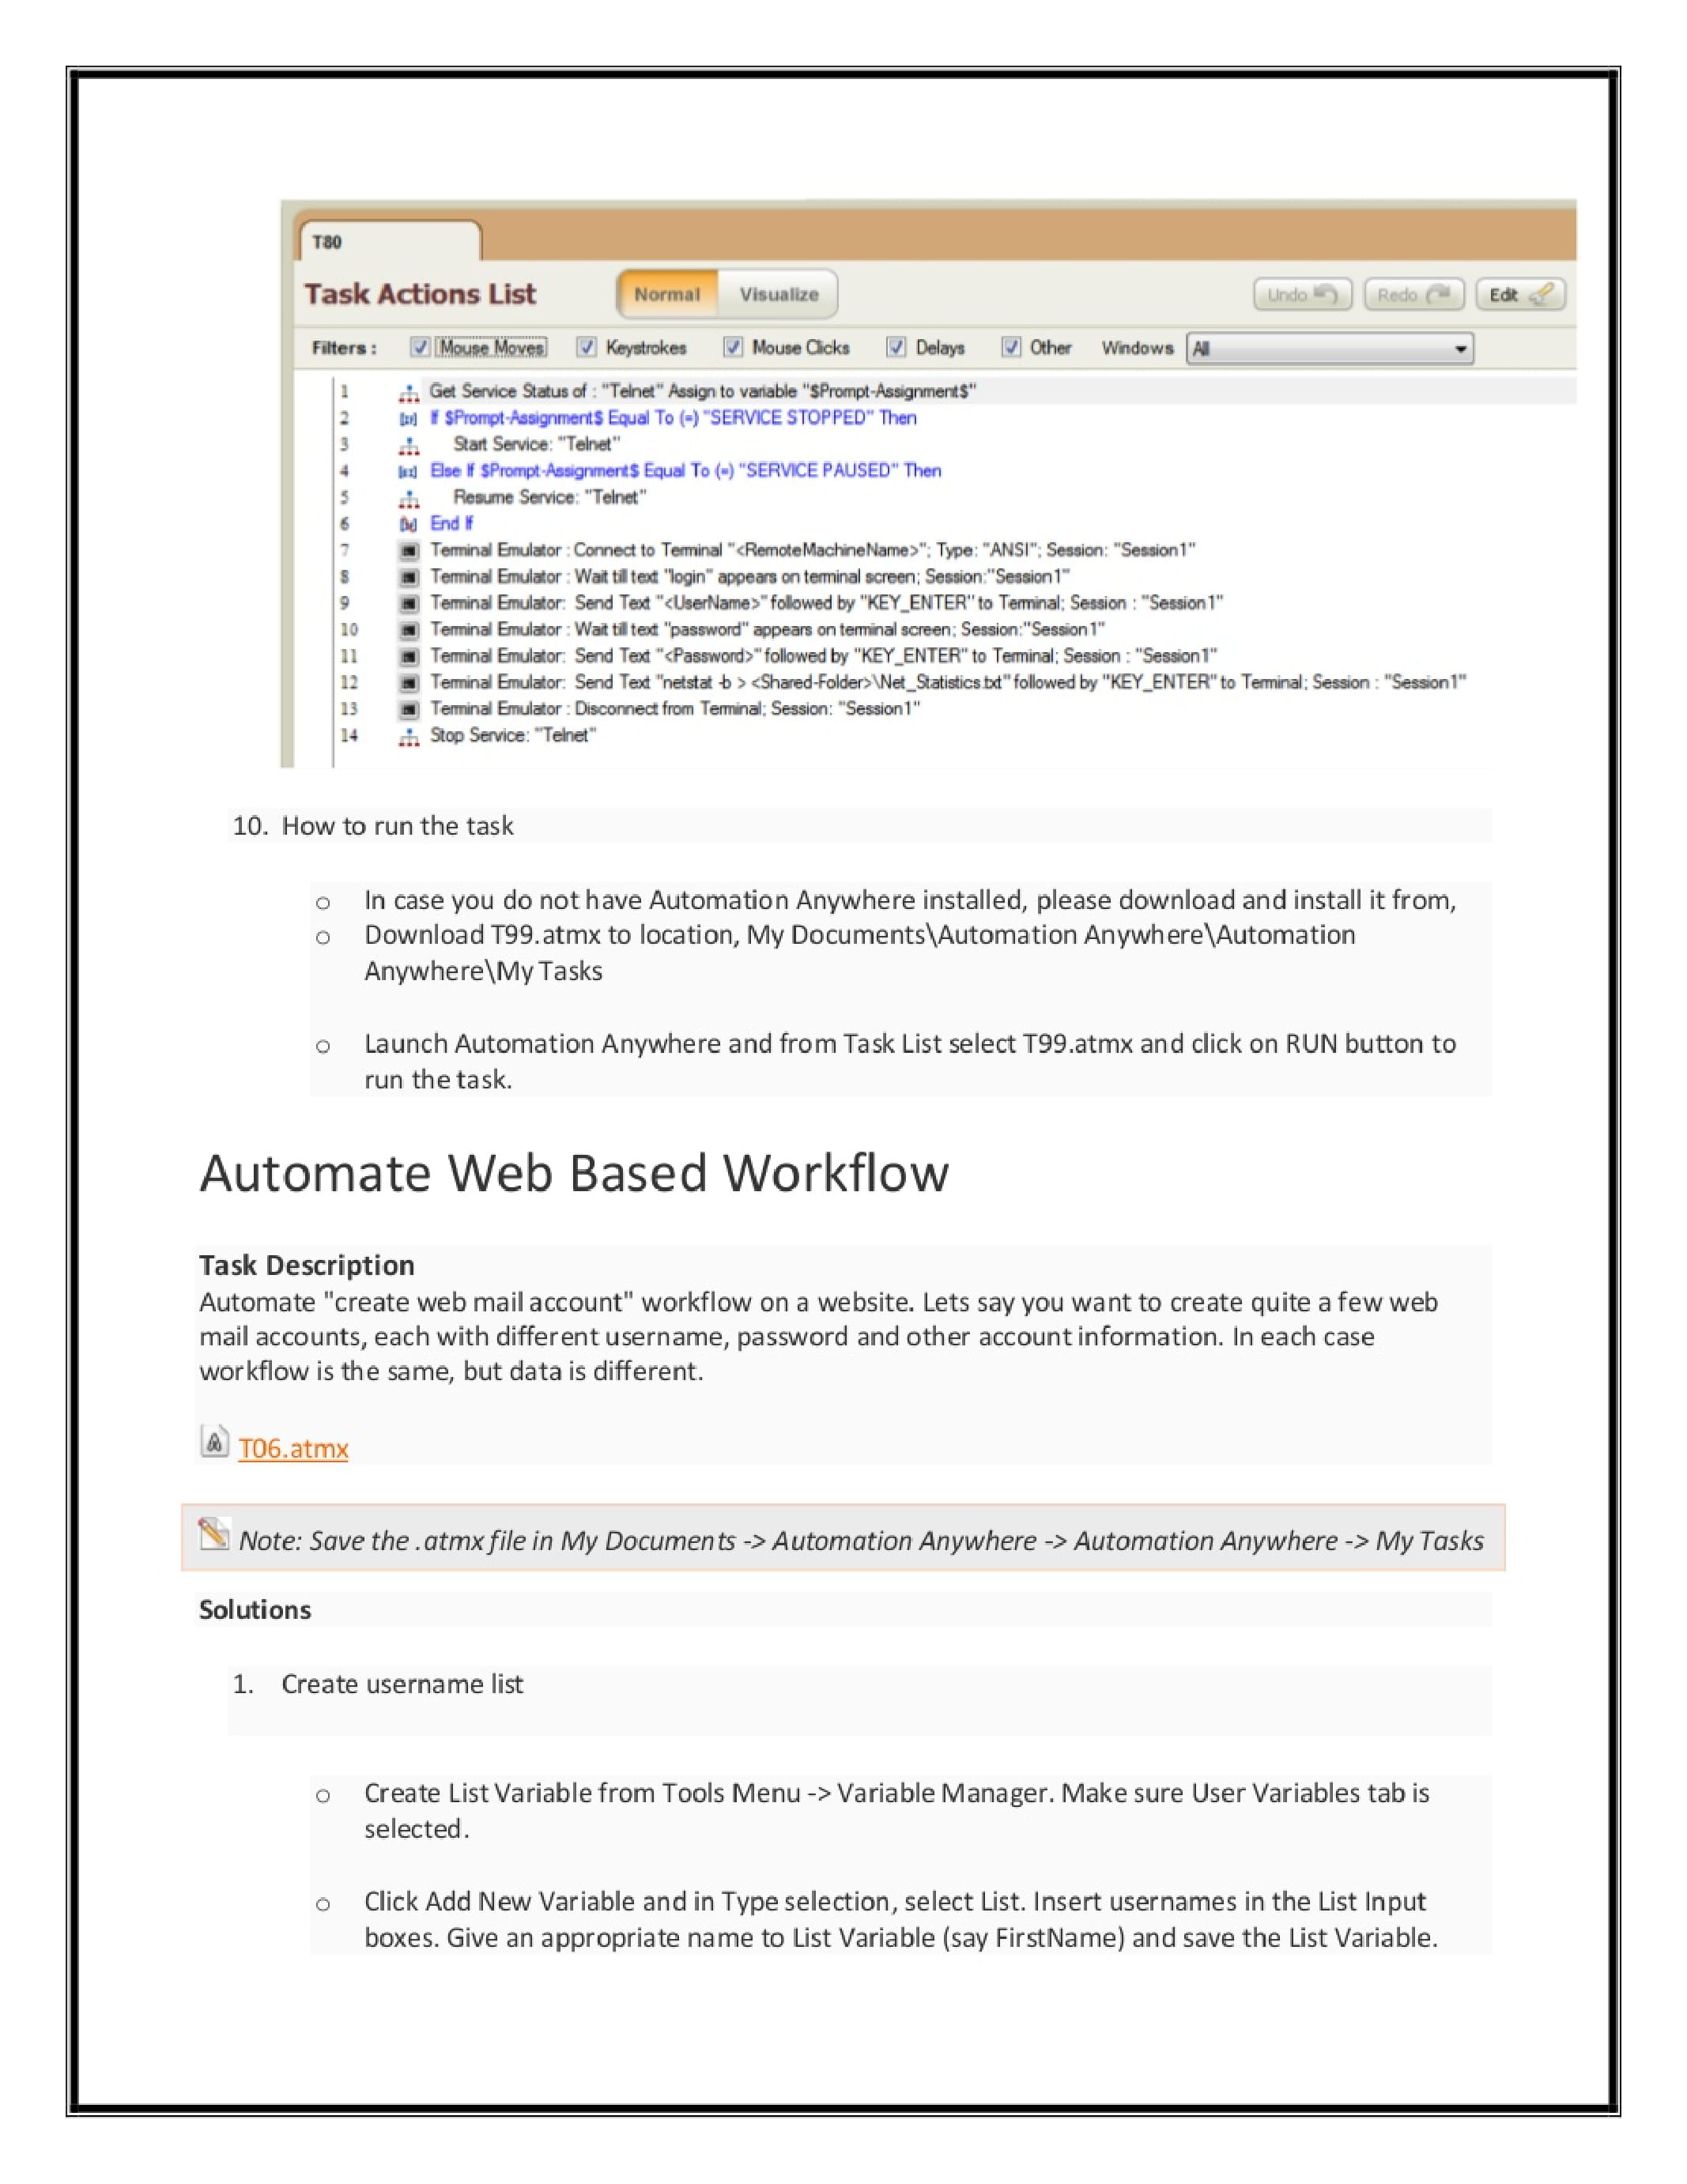 T80
Task Actions List Normal Visualize Undo Redo Edit
Filters : Mouse Moves Keystrokes Mouse Clicks Delays Other Windows All
1 Get Service Status of : "Telnet" Assign to variable "$Prompt-Assignment$"
2 If $Prompt-Assignment$ Equal To (=) "SERVICE STOPPED" Then
3 Start Service: "Telnet"
4 Else If $Prompt-Assignment$ Equal To (=) "SERVICE PAUSED" Then
5 Resume Service: "Telnet"
6 End If
7 Terminal Emulator : Connect to Terminal "<RemoteMachineName>"; Type: "ANSI"; Session: "Session1"
8 Terminal Emulator : Wait till text "login" appears on terminal screen; Session:"Session1"
9 Terminal Emulator: Send Text "<UserName>" followed by "KEY_ENTER" to Terminal; Session : "Session1"
10 Terminal Emulator : Wait till text "password" appears on terminal screen; Session:"Session1"
11 Terminal Emulator: Send Text "<Password>" followed by "KEY_ENTER" to Terminal; Session : "Session1"
12 Terminal Emulator: Send Text "netstat -b > <Shared-Folder>\Net_Statistics.txt" followed by "KEY_ENTER" to Terminal; Session : "Session1"
13 Terminal Emulator : Disconnect from Terminal; Session: "Session1"
14 Stop Service: "Telnet"
10. How to run the task
o In case you do not have Automation Anywhere installed, please download and install it from,
o Download T99.atmx to location, My Documents\Automation Anywhere\Automation
Anywhere\My Tasks
o Launch Automation Anywhere and from Task List select T99.atmx and click on RUN button to
run the task.
Automate Web Based Workflow
Task Description
Automate "create web mail account" workflow on a website. Lets say you want to create quite a few web
mail accounts, each with different username, password and other account information. In each case
workflow is the same, but data is different.
T06.atmx
Note: Save the .atmx file in My Documents -> Automation Anywhere -> Automation Anywhere -> My Tasks
Solutions
1. Create username list
o Create List Variable from Tools Menu -> Variable Manager. Make sure User Variables tab is
selected.
o Click Add New Variable and in Type selection, select List. Insert usernames in the List Input
boxes. Give an appropriate name to List Variable (say FirstName) and save the List Variable.